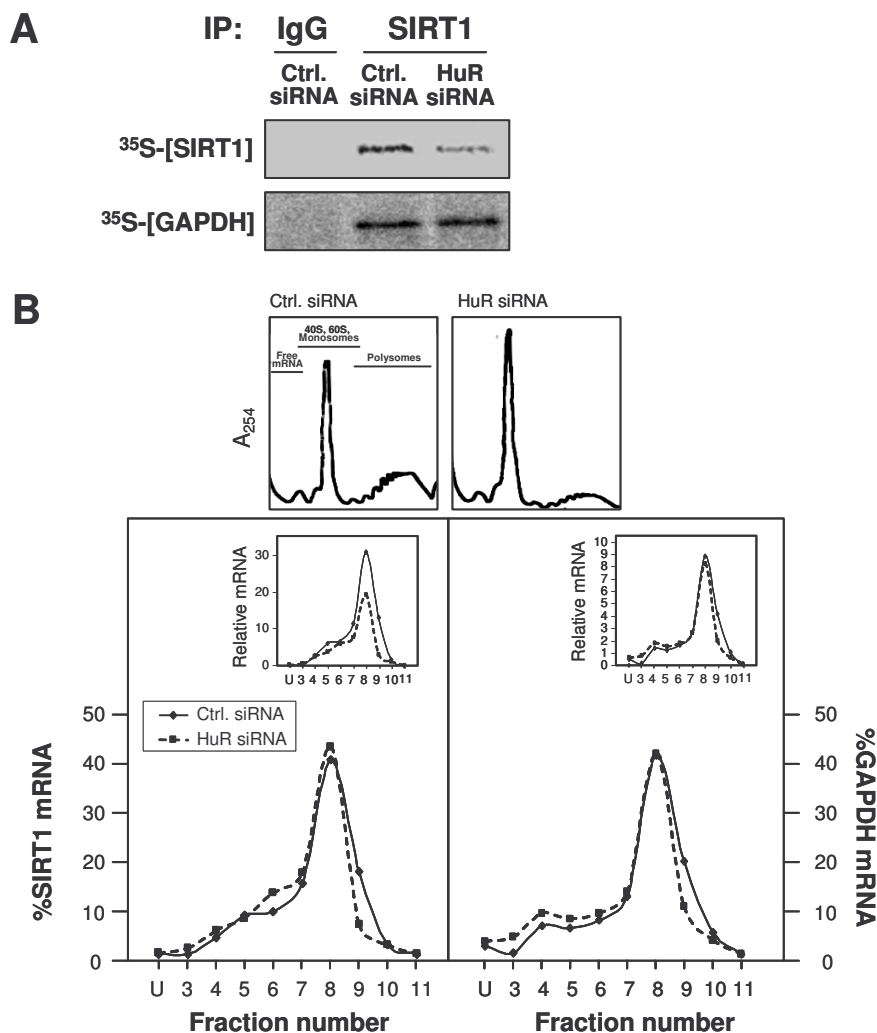 A
IP: IgG SIRT1
Ctrl. Ctrl. HuR
siRNA siRNA siRNA
³⁵S-[SIRT1]
³⁵S-[GAPDH]
B
Ctrl. siRNA HuR siRNA
40S, 60S,
Monosomes
Free
mRNA
Polysomes
A₂₅₄
Relative mRNA
30
20
10
0
U 3 4 5 6 7 8 9 10 11
Relative mRNA
10
9
8
7
6
5
4
3
2
1
0
U 3 4 5 6 7 8 9 10 11
Ctrl. siRNA
HuR siRNA
%SIRT1 mRNA
50
40
30
20
10
0
U 3 4 5 6 7 8 9 10 11
Fraction number
%GAPDH mRNA
50
40
30
20
10
0
U 3 4 5 6 7 8 9 10 11
Fraction number